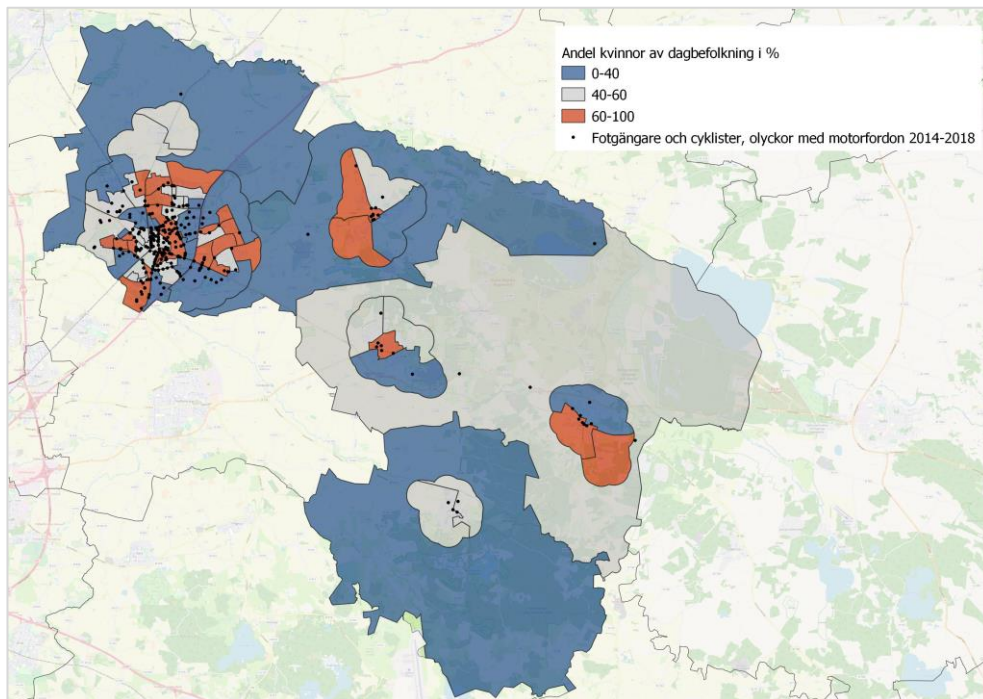 Andel kvinnor av dagbefolkning i %
0-40
40-60
60-100
Fotgängare och cyklister, olyckor med motorfordon 2014-2018